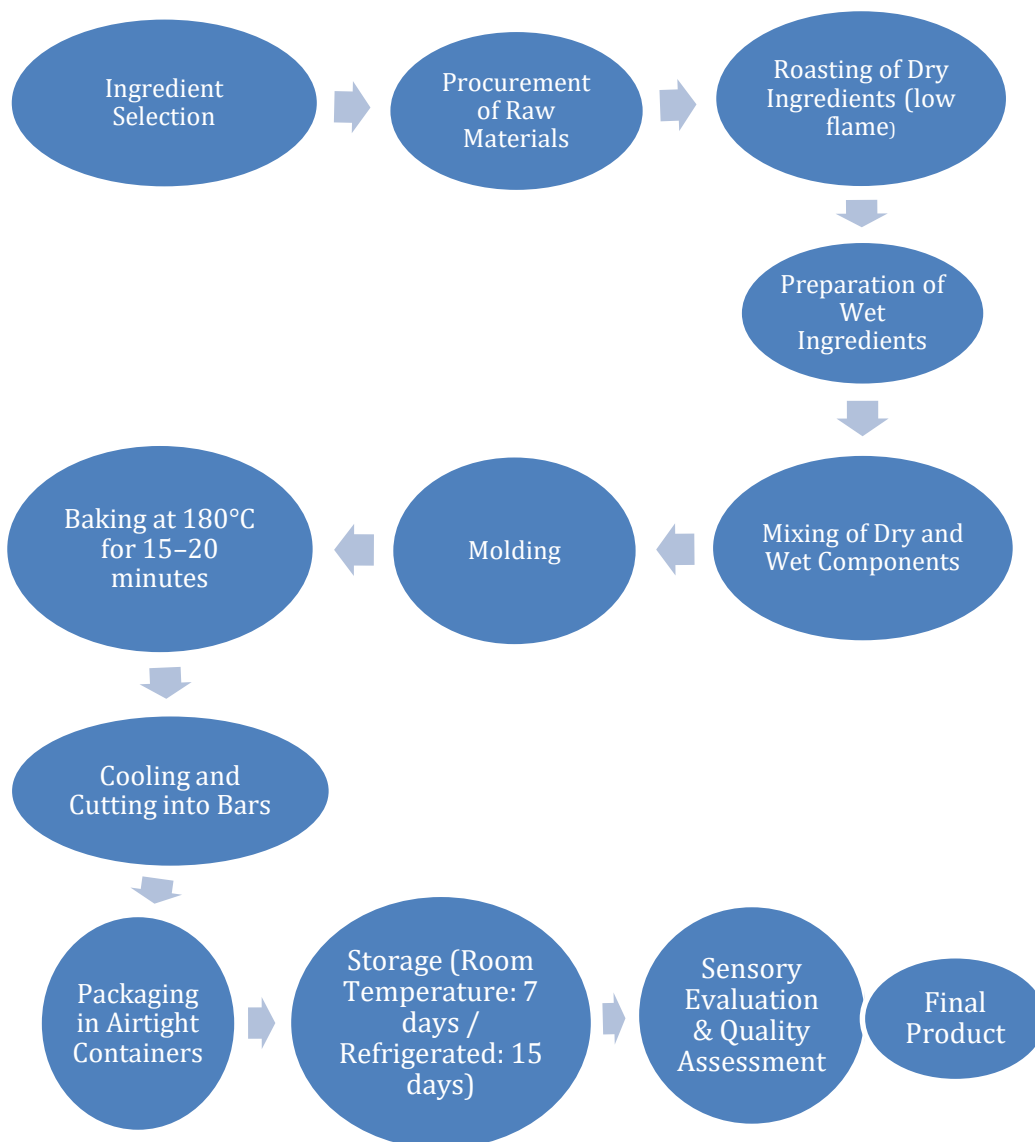 Ingredient
Selection
Procurement
of Raw
Materials
Roasting of Dry
Ingredients (low
flame)
Preparation of
Wet
Ingredients
Mixing of Dry and
Wet Components
Molding
Baking at 180°C
for 15–20
minutes
Cooling and
Cutting into Bars
Packaging
in Airtight
Containers
Storage (Room
Temperature: 7
days /
Refrigerated: 15
days)
Sensory
Evaluation
& Quality
Assessment
Final
Product